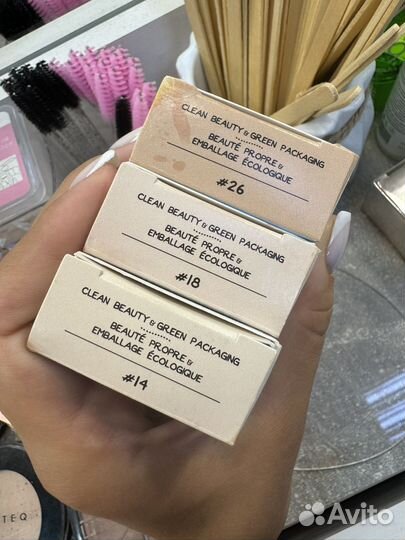 CLEAN BEAUTY & GREEN PACKAGING
BEAUTÉ PROPRE &
EMBALLAGE ÉCOLOGIQUE
#26
CLEAN BEAUTY & GREEN PACKAGING
BEAUTÉ PROPRE &
EMBALLAGE ÉCOLOGIQUE
#18
CLEAN BEAUTY & GREEN PACKAGING
BEAUTÉ PROPRE &
EMBALLAGE ÉCOLOGIQUE
#14
TEQ
Avito